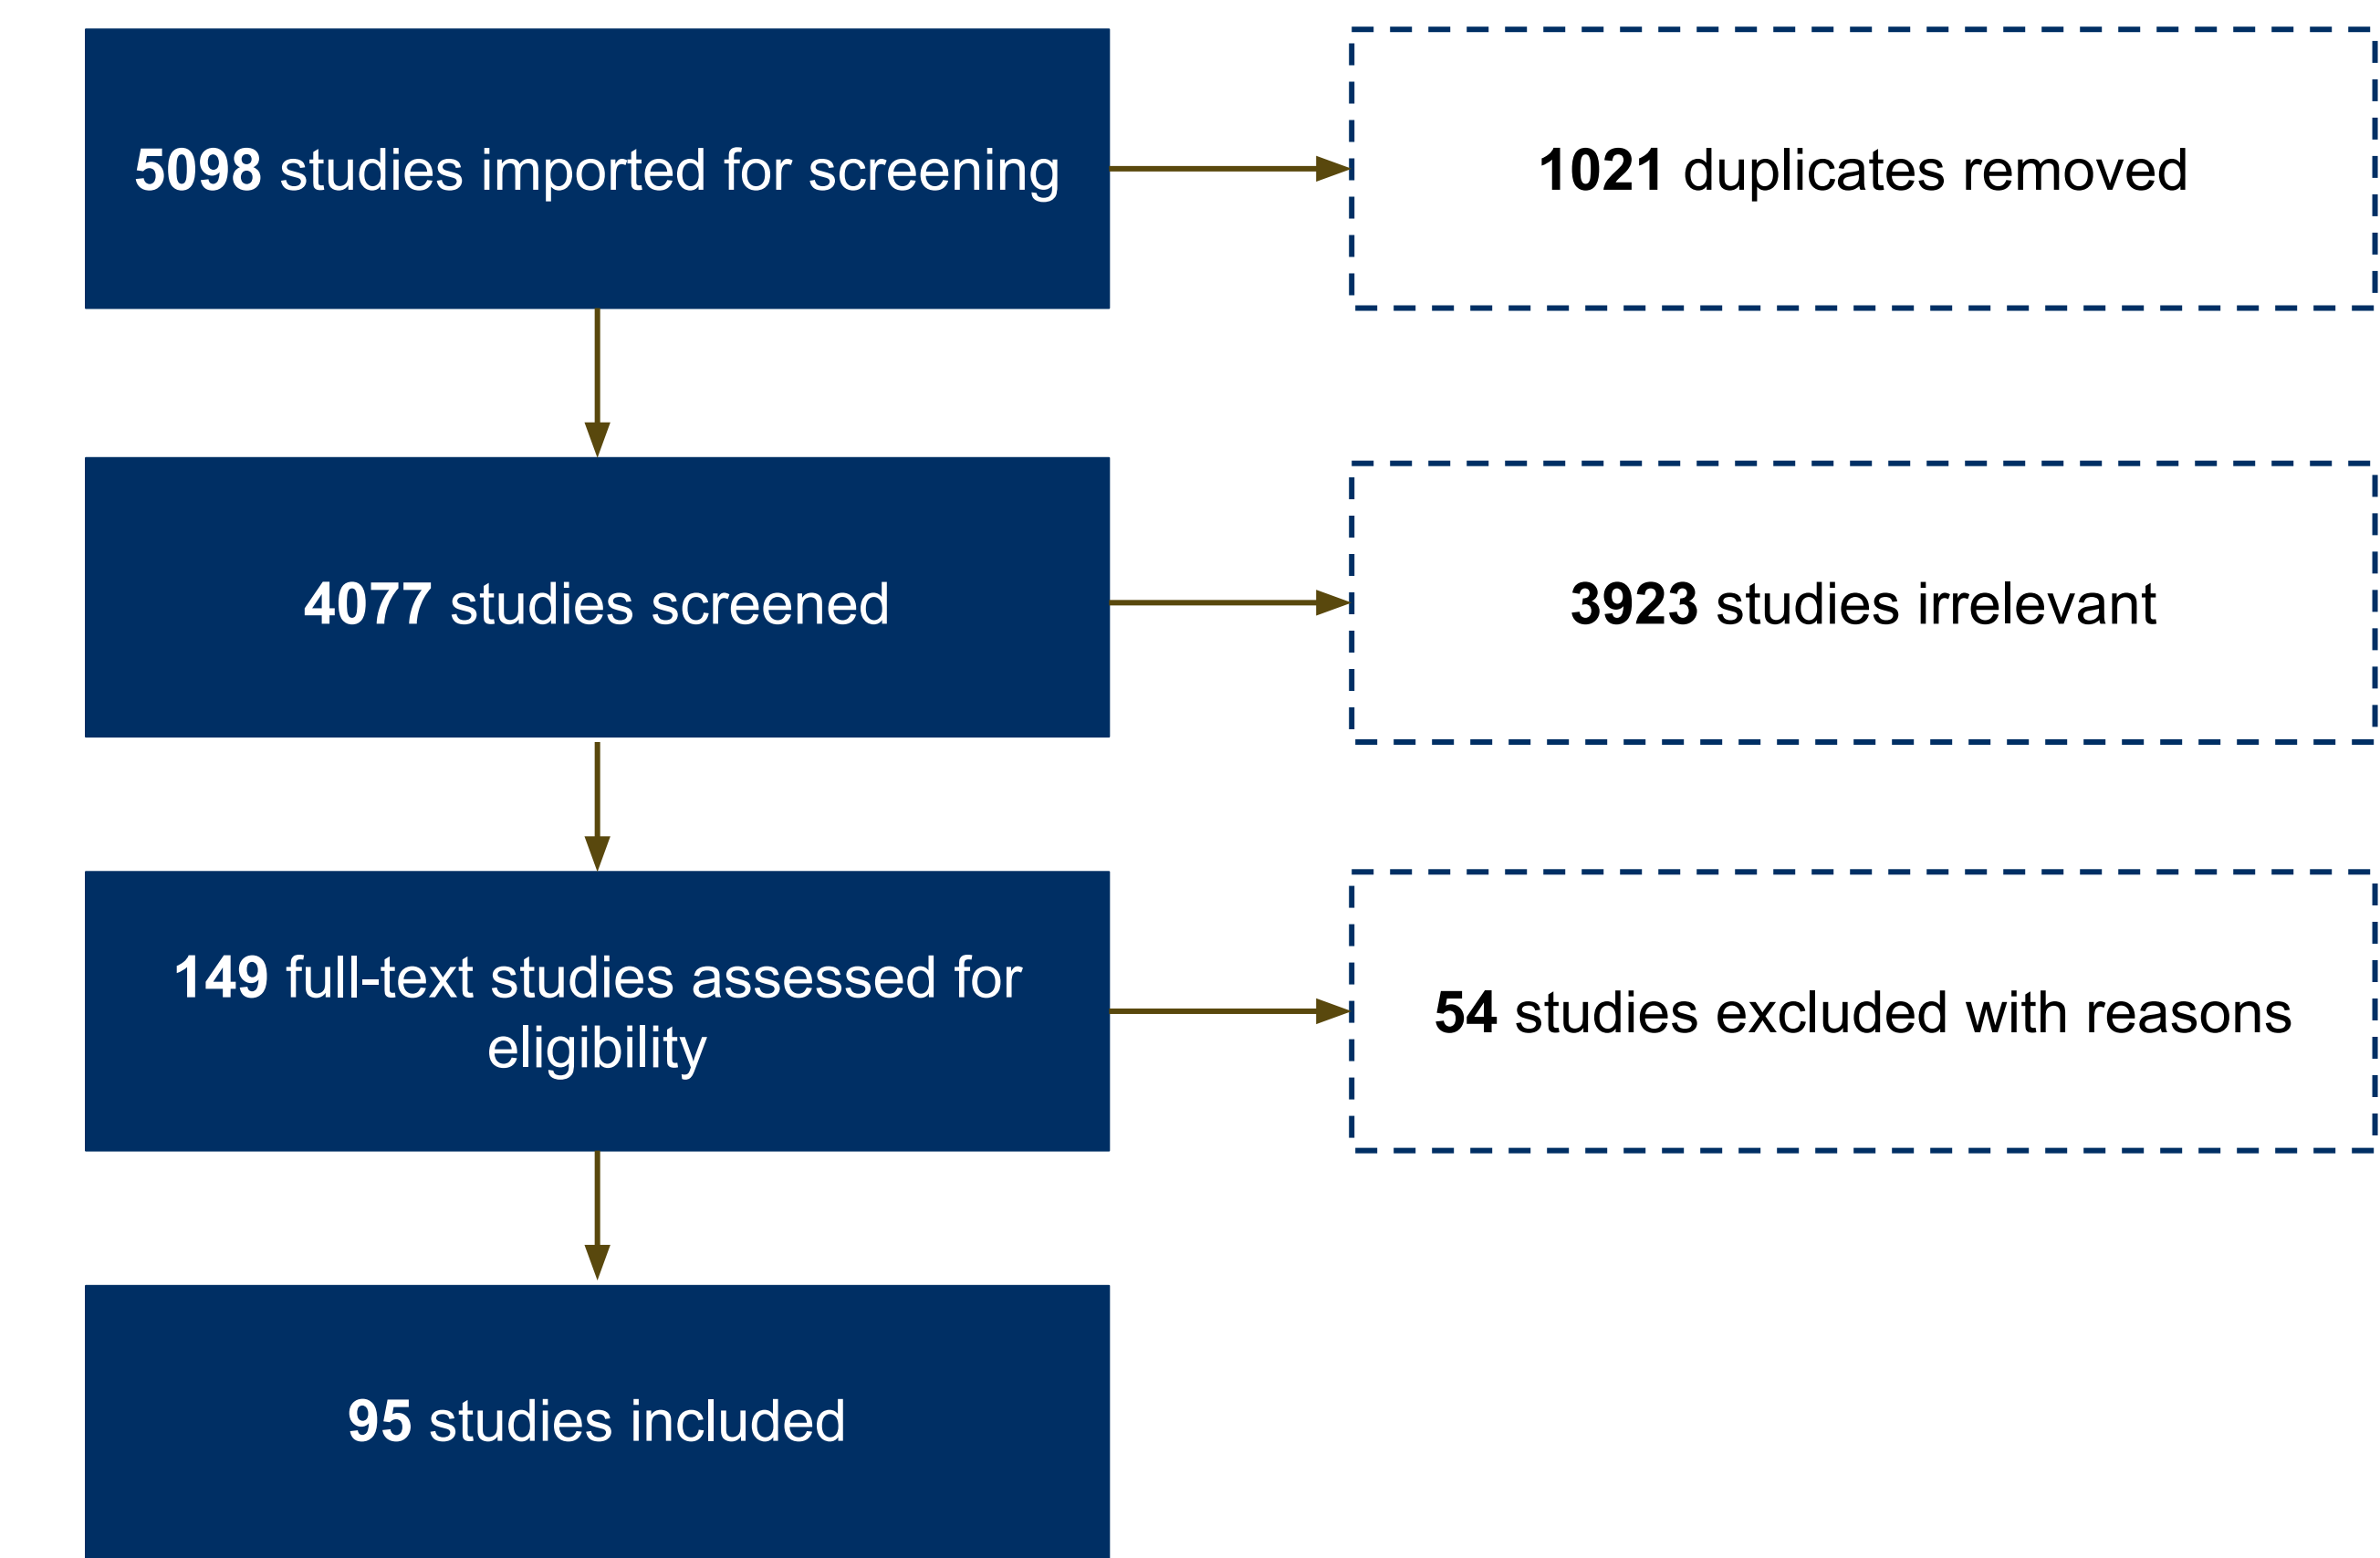 5098 studies imported for screening
1021 duplicates removed
4077 studies screened
3923 studies irrelevant
149 full-text studies assessed for
eligibility
54 studies excluded with reasons
95 studies included